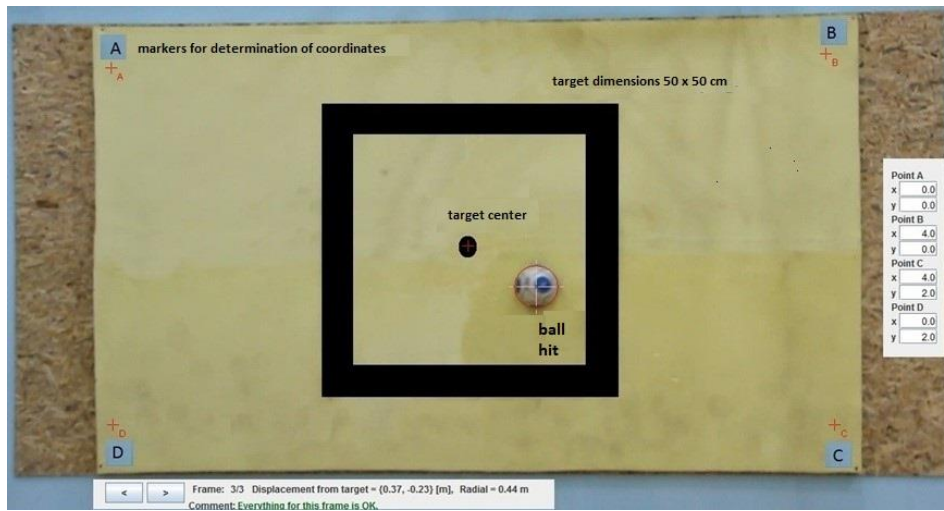 A markers for determination of coordinates
A
B
B
target dimensions 50 x 50 cm
target center
ball
hit
Point A
x 0.0
y 0.0
Point B
x 4.0
y 0.0
Point C
x 4.0
y 2.0
Point D
x 0.0
y 2.0
D
D
C
C
< > Frame: 3/3 Displacement from target = {0.37, -0.23} [m], Radial = 0.44 m
Comment: Everything for this frame is OK.